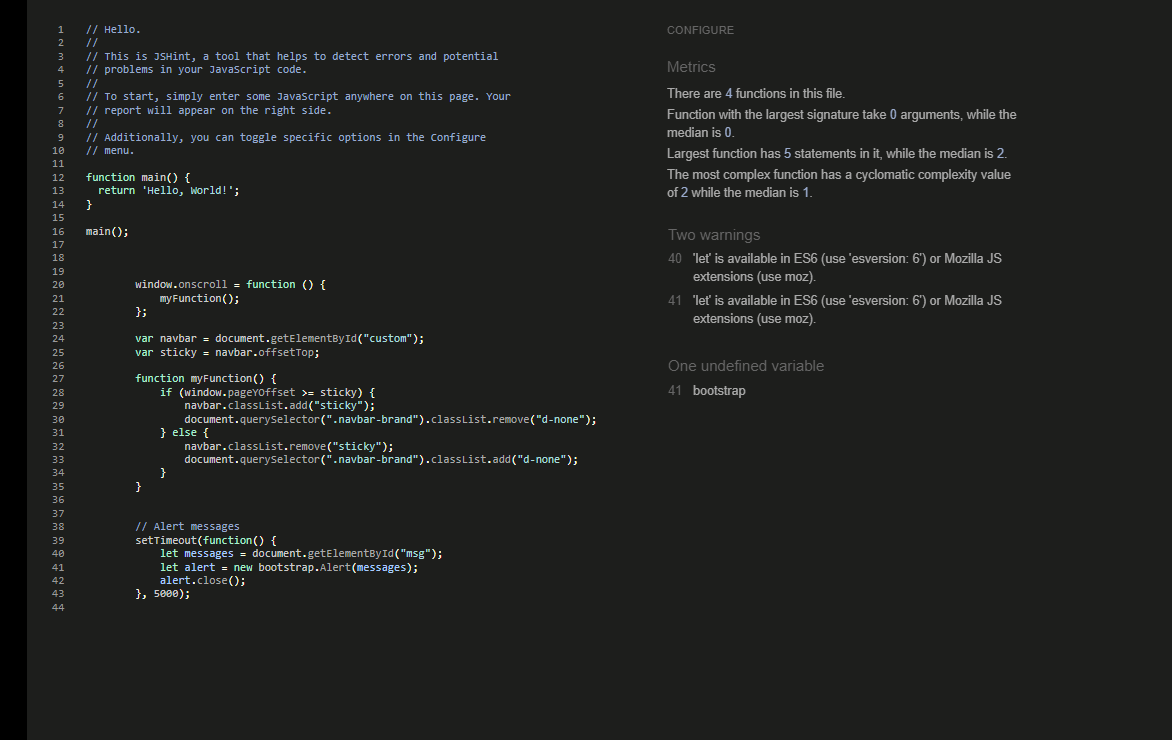 1 // Hello.
2 //
3 // This is JSHint, a tool that helps to detect errors and potential
4 // problems in your JavaScript code.
5 //
6 // To start, simply enter some JavaScript anywhere on this page. Your
7 // report will appear on the right side.
8 //
9 // Additionally, you can toggle specific options in the Configure
10 // menu.
11
12 function main() {
13   return 'Hello, World!';
14 }
15
16 main();
17
18
19
20         window.onscroll = function () {
21             myFunction();
22         };
23
24         var navbar = document.getElementById("custom");
25         var sticky = navbar.offsetTop;
26
27         function myFunction() {
28             if (window.pageYOffset >= sticky) {
29                 navbar.classList.add("sticky");
30                 document.querySelector(".navbar-brand").classList.remove("d-none");
31             } else {
32                 navbar.classList.remove("sticky");
33                 document.querySelector(".navbar-brand").classList.add("d-none");
34             }
35         }
36
37
38         // Alert messages
39         setTimeout(function() {
40             let messages = document.getElementById("msg");
41             let alert = new bootstrap.Alert(messages);
42             alert.close();
43         }, 5000);
44
CONFIGURE
Metrics
There are 4 functions in this file.
Function with the largest signature take 0 arguments, while the
median is 0.
Largest function has 5 statements in it, while the median is 2.
The most complex function has a cyclomatic complexity value
of 2 while the median is 1.
Two warnings
40 'let' is available in ES6 (use 'esversion: 6') or Mozilla JS
extensions (use moz).
41 'let' is available in ES6 (use 'esversion: 6') or Mozilla JS
extensions (use moz).
One undefined variable
41 bootstrap